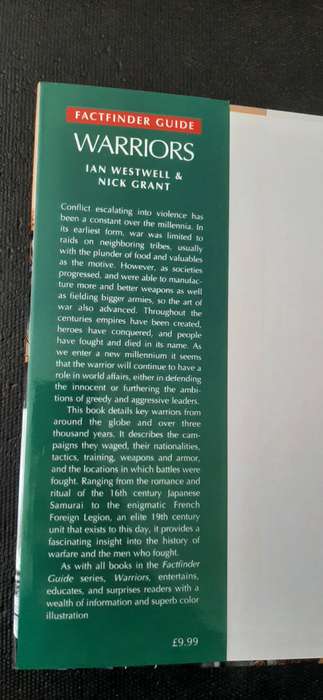 FACTFINDER GUIDE
WARRIORS
IAN WESTWELL &
NICK GRANT
Conflict escalating into violence has
been a constant over the millennia. In
its earliest form, war was limited to
raids on neighboring tribes, usually
with the plunder of food and valuables
as the motive. However, as societies
progressed, and were able to manufac-
ture more and better weapons as well
as fielding bigger armies, so the art of
war also advanced. Throughout the
centuries empires have been created,
heroes have conquered, and people
have fought and died in its name. As
we enter a new millennium it seems
that the warrior will continue to have a
role in world affairs, either in defending
the innocent or furthering the ambi-
tions of greedy and aggressive leaders.
This book details key warriors from
around the globe and over three
thousand years. It describes the cam-
paigns they waged, their nationalities,
tactics, training, weapons and armor,
and the locations in which battles were
fought. Ranging from the romance and
ritual of the 16th century Japanese
Samurai to the enigmatic French
Foreign Legion, an elite 19th century
unit that exists to this day, it provides a
fascinating insight into the history of
warfare and the men who fought.
As with all books in the Factfinder
Guide series, Warriors, entertains,
educates, and surprises readers with a
wealth of information and superb color
illustration
£9.99